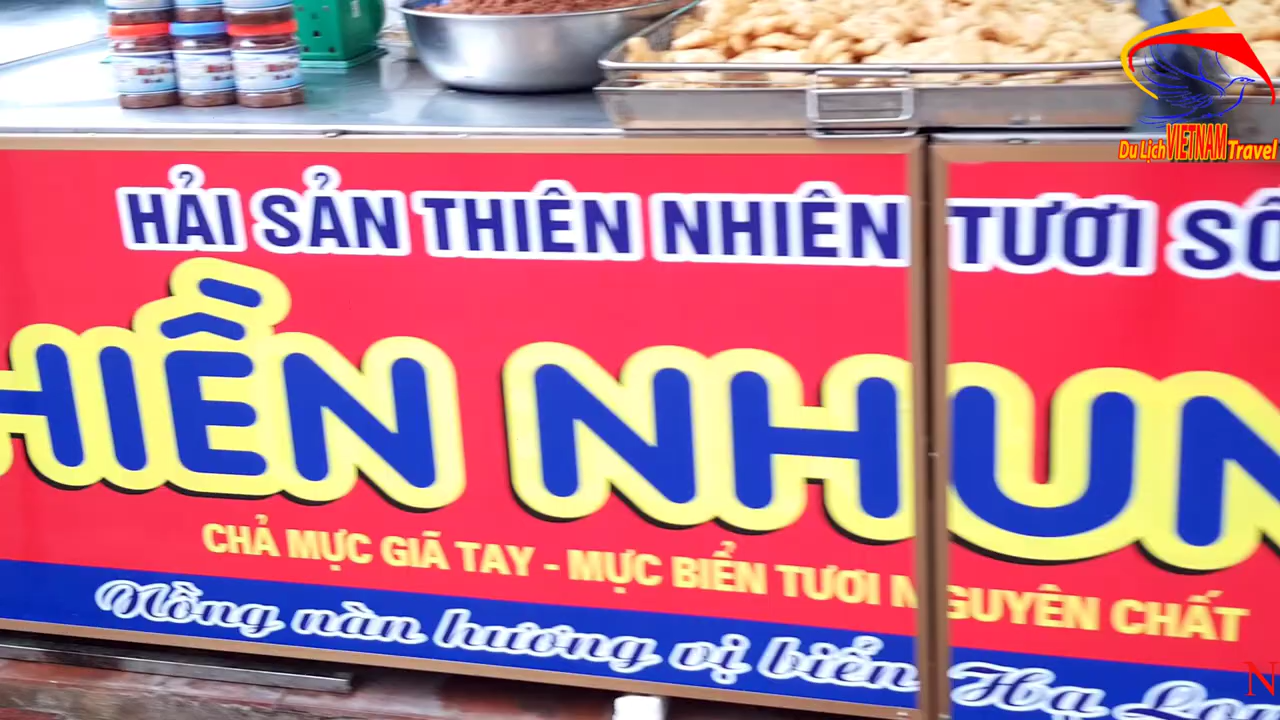 Du Lịch VIETNAM Travel
HẢI SẢN THIÊN NHIÊN TƯƠI SỐ
HIỀN NHUN
CHẢ MỰC GIÃ TAY - MỰC BIỂN TƯƠI NGUYÊN CHẤT
Nồng nàn hương vị biển Hạ Lon
N